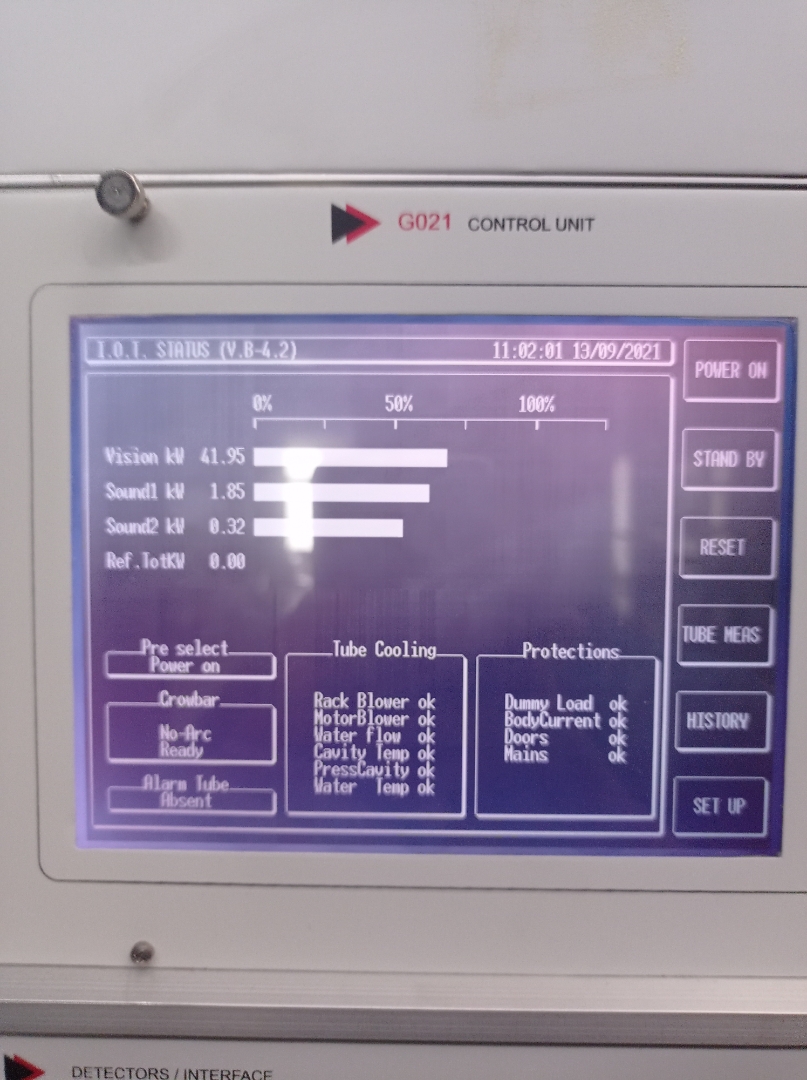 G021 CONTROL UNIT
I.O.T. STATUS (V.B-4.2) 11:02:01 13/09/2021
POWER ON
0% 50% 100%
Vision kW 41.95
STAND BY
Sound1 kW 1.85
Sound2 kW 0.32
RESET
Ref.TotKW 0.00
TUBE MEAS
Pre select
Power on
Crowbar
No-Arc
Ready
Alarm Tube
Absent
Tube Cooling
Rack Blower ok
MotorBlower ok
Water flow ok
Cavity Temp ok
PressCavity ok
Water Temp ok
Protections
Dummy Load ok
BodyCurrent ok
Doors ok
Mains ok
HISTORY
SET UP
DETECTORS / INTERFACE